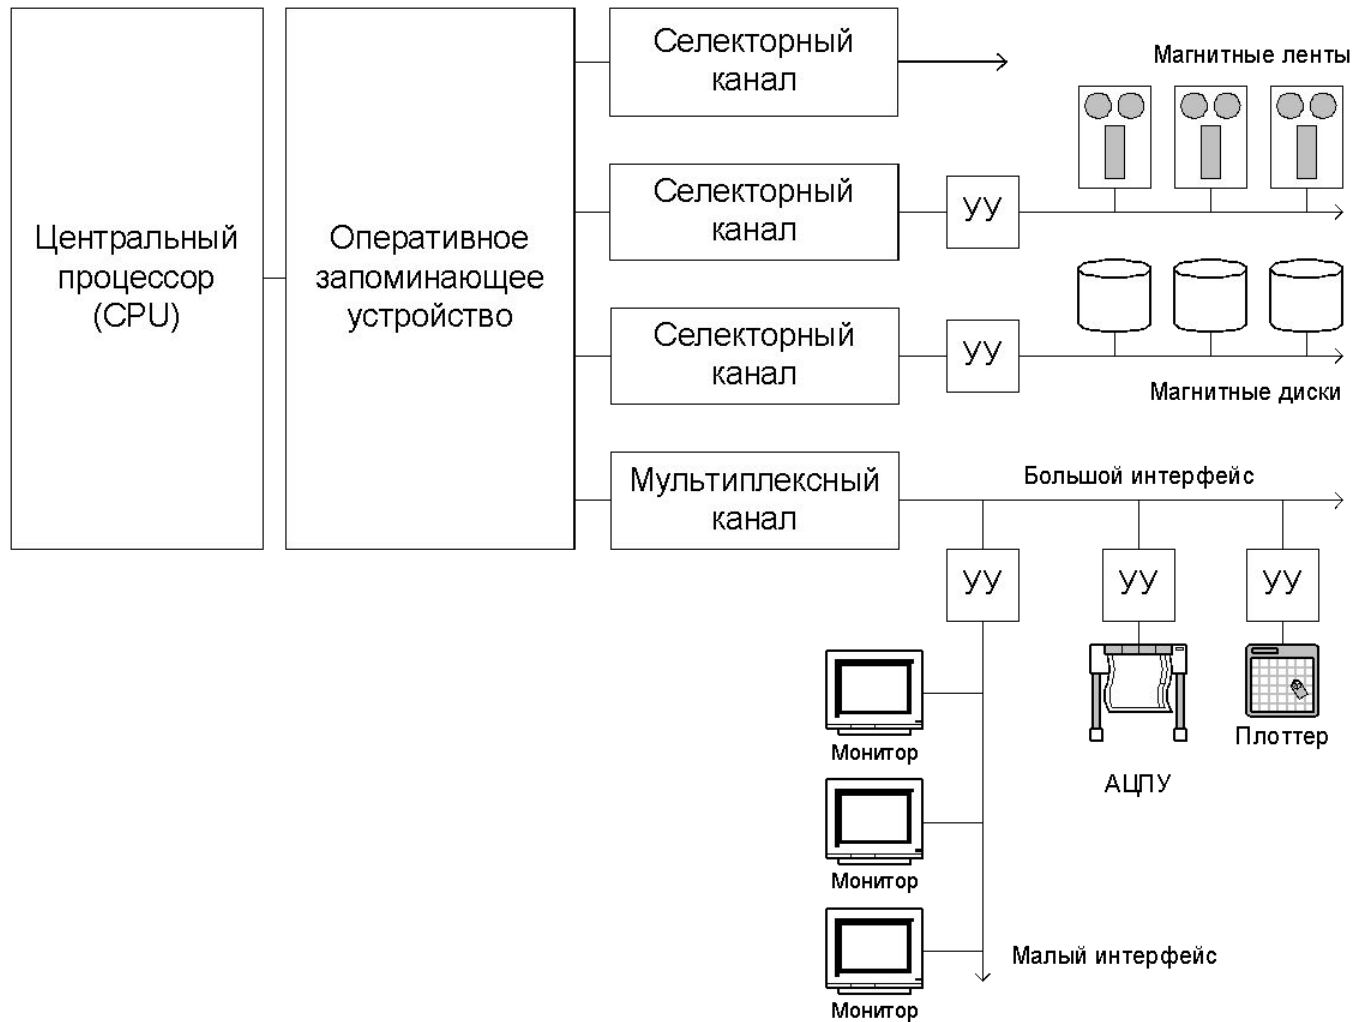 Центральный
процессор
(CPU)
Оперативное
запоминающее
устройство
Селекторный
канал
Магнитные ленты
Селекторный
канал
УУ
Селекторный
канал
УУ
Магнитные диски
Мультиплексный
канал
Большой интерфейс
УУ
УУ
УУ
Монитор
АЦПУ
Плоттер
Монитор
Монитор
Малый интерфейс